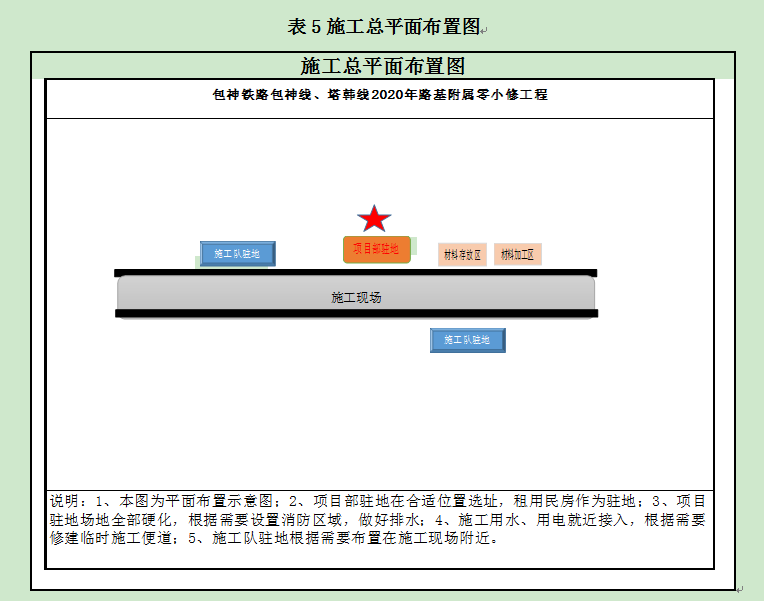 表 5 施工总平面布置图
施工总平面布置图
包神铁路包神线、塔韩线2020年路基附属零小修工程
施工队驻地
项目部驻地
材料存放区
材料加工区
施工现场
施工队驻地
说明：1、本图为平面布置示意图；2、项目部驻地在合适位置选址，租用民房作为驻地；3、项目
驻地场地全部硬化，根据需要设置消防区域，做好排水；4、施工用水、用电就近接入，根据需要
修建临时施工便道；5、施工队驻地根据需要布置在施工现场附近。